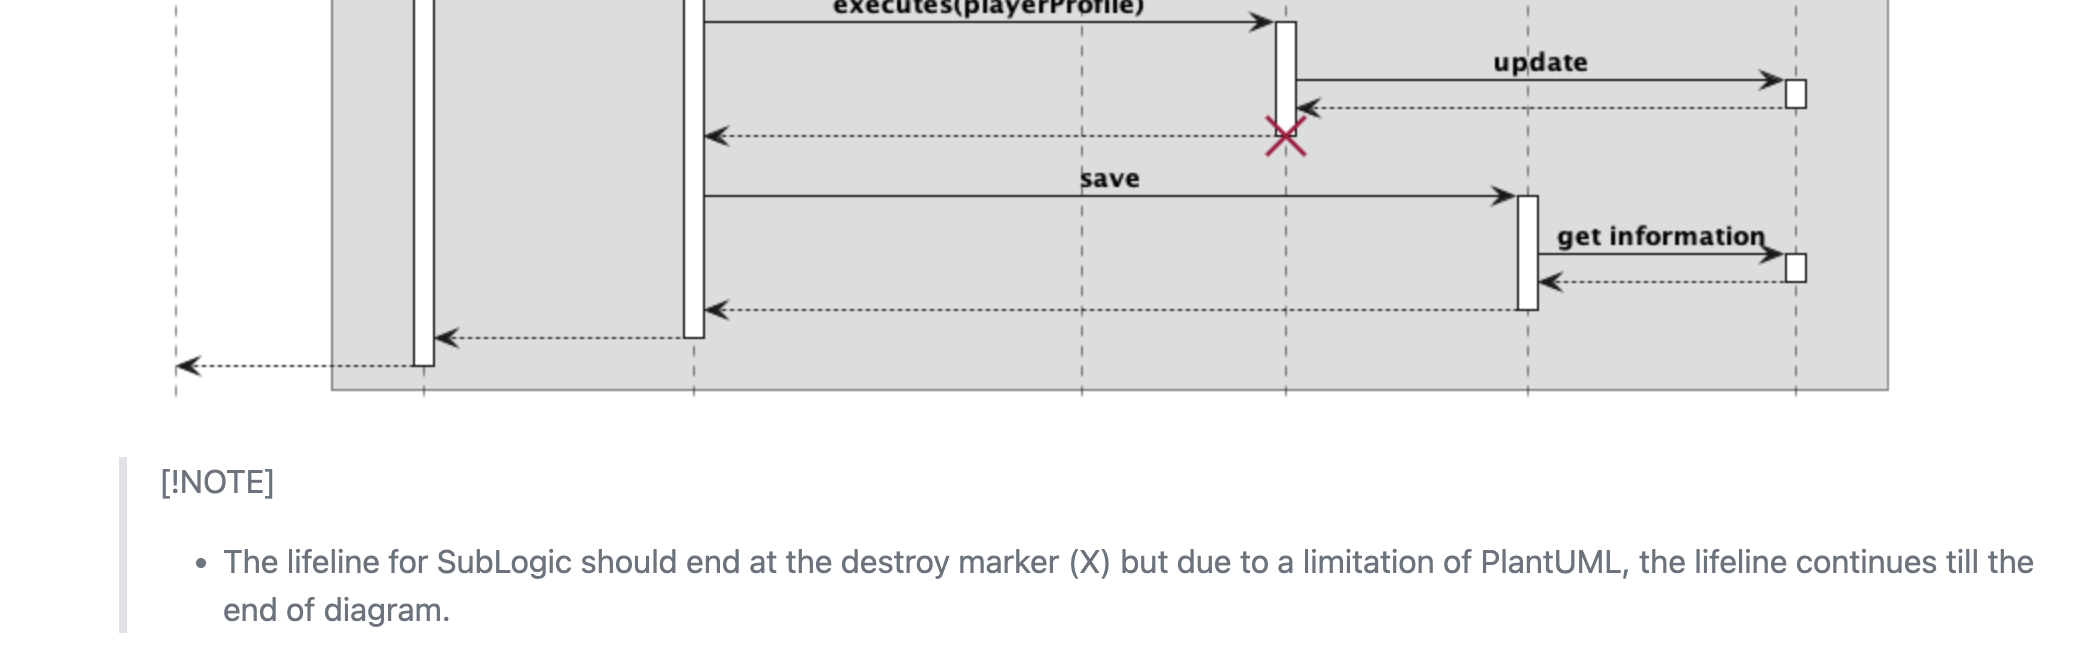 executes(playerProfile)
update
save
get information
[!NOTE]
• The lifeline for SubLogic should end at the destroy marker (X) but due to a limitation of PlantUML, the lifeline continues till the
end of diagram.